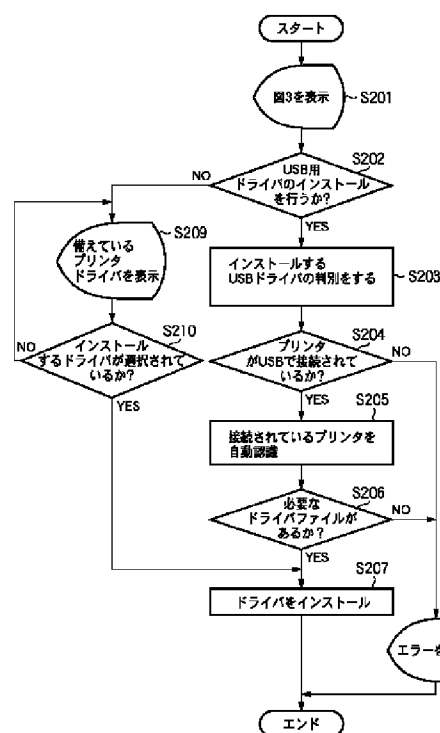 スタート
図3を表示
S201
S202
USB用
ドライバのインストール
を行うか?
NO
YES
S209
備えている
プリンタ
ドライバを表示
インストールする
USBドライバの判別をする
S203
S210
インストール
するドライバが選択されて
いるか?
NO
YES
S204
プリンタ
がUSBで接続されて
いるか?
NO
YES
S205
接続されているプリンタを
自動認識
S206
必要な
ドライバファイルが
あるか?
NO
YES
S207
ドライバをインストール
エラーを
エンド